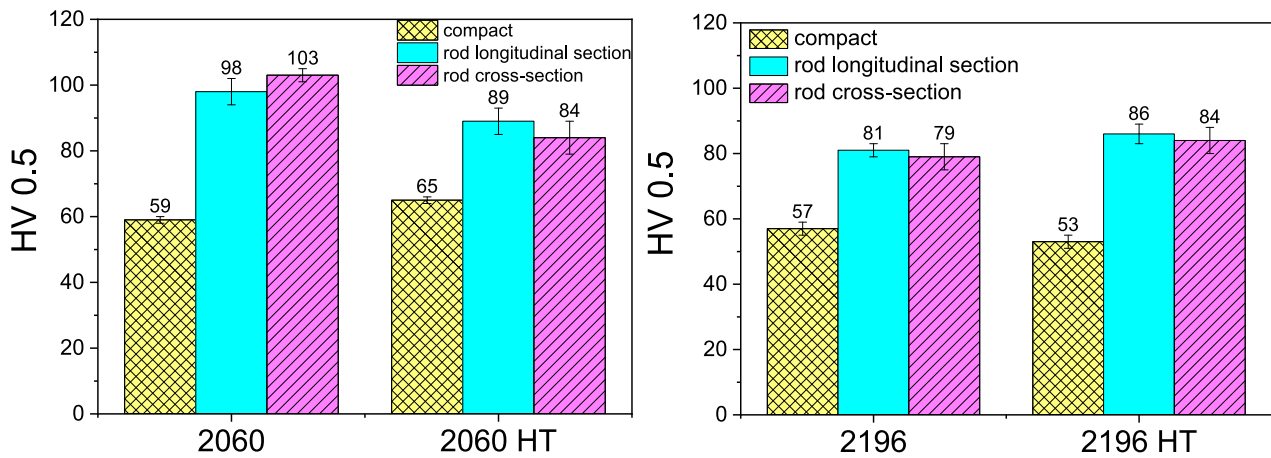 HV 0.5
120
100
80
60
40
20
0
compact
rod longitudinal section
rod cross-section
59
98
103
65
89
84
2060
2060 HT
HV 0.5
120
100
80
60
40
20
0
compact
rod longitudinal section
rod cross-section
57
81
79
53
86
84
2196
2196 HT